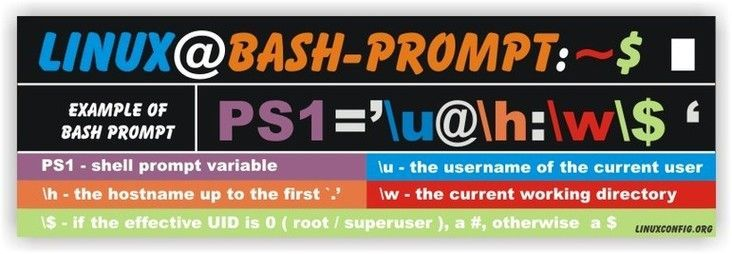 LINUX@BASH-PROMPT:~$
EXAMPLE OF
BASH PROMPT
PS1='\u@\h:\w\$ ‘
PS1 - shell prompt variable
\u - the username of the current user
\h - the hostname up to the first `.’
\w - the current working directory
\$ - if the effective UID is 0 ( root / superuser ), a #, otherwise  a $
LINUXCONFIG.ORG